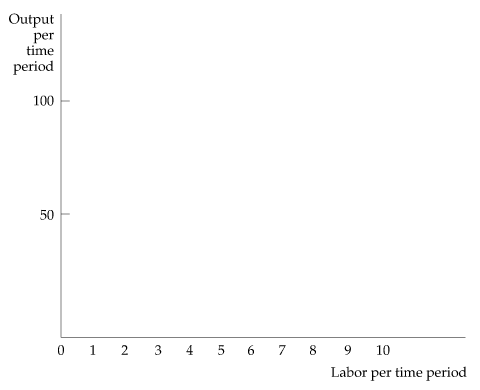 Output
per
time
period
100
50
0 1 2 3 4 5 6 7 8 9 10
Labor per time period